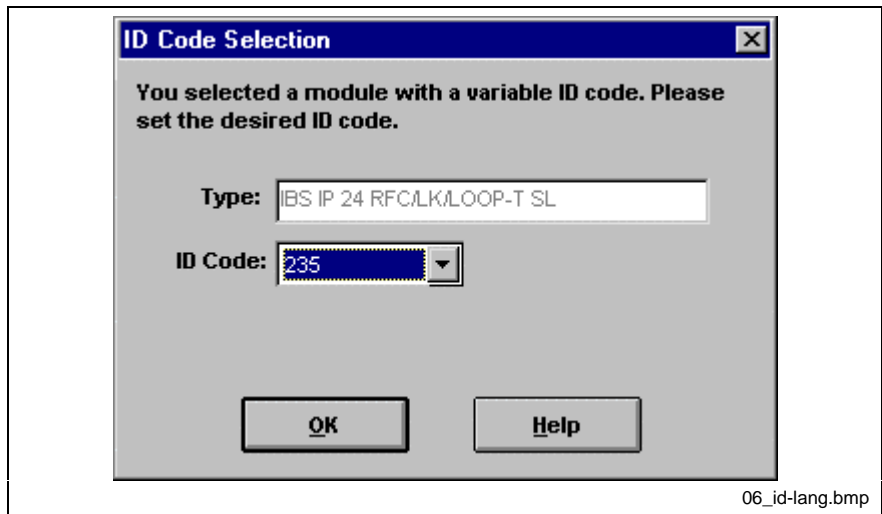 ID Code Selection
You selected a module with a variable ID code. Please
set the desired ID code.
Type: IBS IP 24 RFC/LK/LOOP-T SL
ID Code: 235
OK Help
06_id-lang.bmp